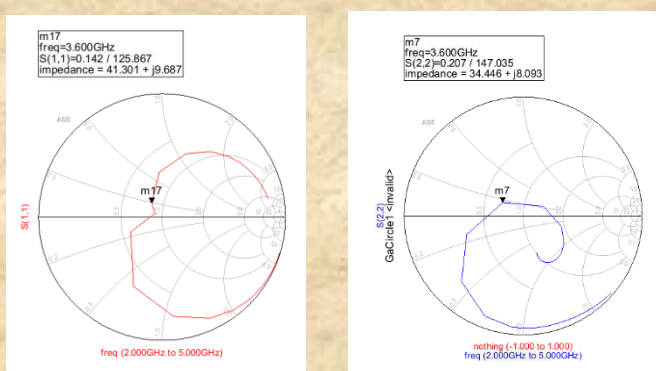 m17
freq=3.600GHz
S(1,1)=0.142 / 125.867
impedance = 41.301 + j9.687
ADS
m17
S(1,1)
freq (2.000GHz to 5.000GHz)
m7
freq=3.600GHz
S(2,2)=0.207 / 147.035
impedance = 34.446 + j8.093
ADS
m7
S(2,2)
GaCircle1 <invalid>
nothing (-1.000 to 1.000)
freq (2.000GHz to 5.000GHz)